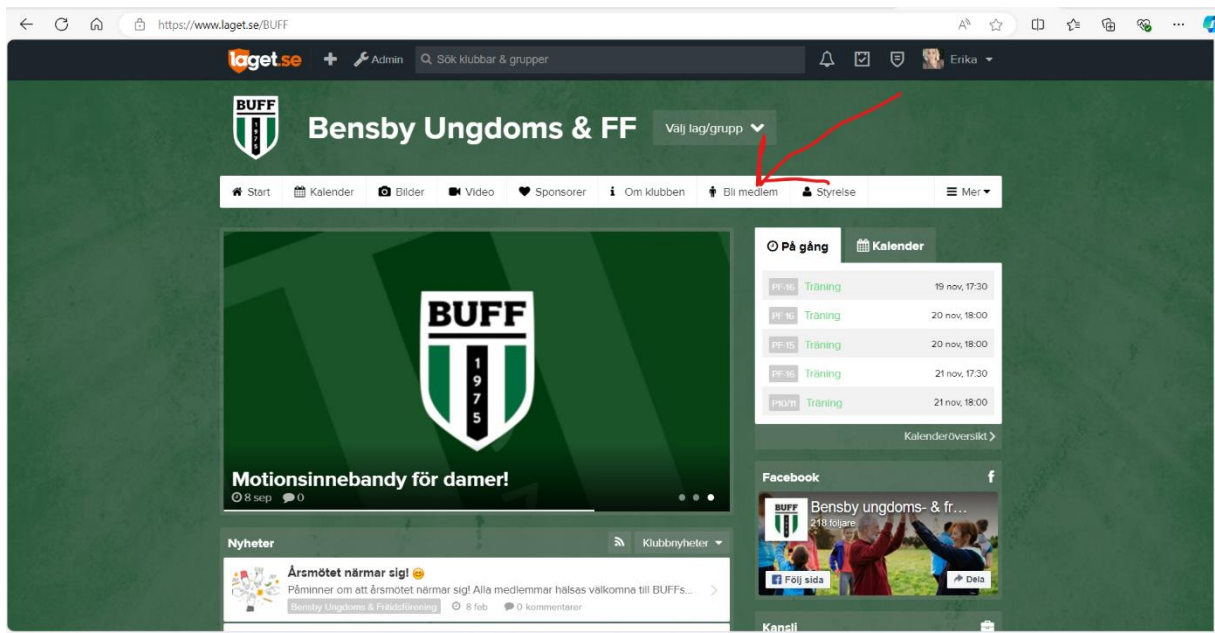 https://www.laget.se/BUFF
laget.se + Admin Sök klubbar & grupper Erika
BUFF
1975
Bensby Ungdoms & FF Välj lag/grupp
Start Kalender Bilder Video Sponsorer Om klubben Bli medlem Styrelse Mer
BUFF
1
9
7
5
Motionsinnebandy för damer!
8 sep 0
På gång Kalender
PF-16 Träning 19 nov, 17:30
PF-16 Träning 20 nov, 18:00
PF-15 Träning 20 nov, 18:00
PF-16 Träning 21 nov, 17:30
P10/11 Träning 21 nov, 18:00
Kalenderöversikt
Facebook f
BUFF
Bensby ungdoms- & fr...
218 följare
Följ sida Dela
Kansli
Nyheter Klubbnyheter
Årsmötet närmar sig!
Påminner om att årsmötet närmar sig! Alla medlemmar hälsas välkomna till BUFFs...
Bensby Ungdoms & Fritidsförening 8 feb 0 kommentarer